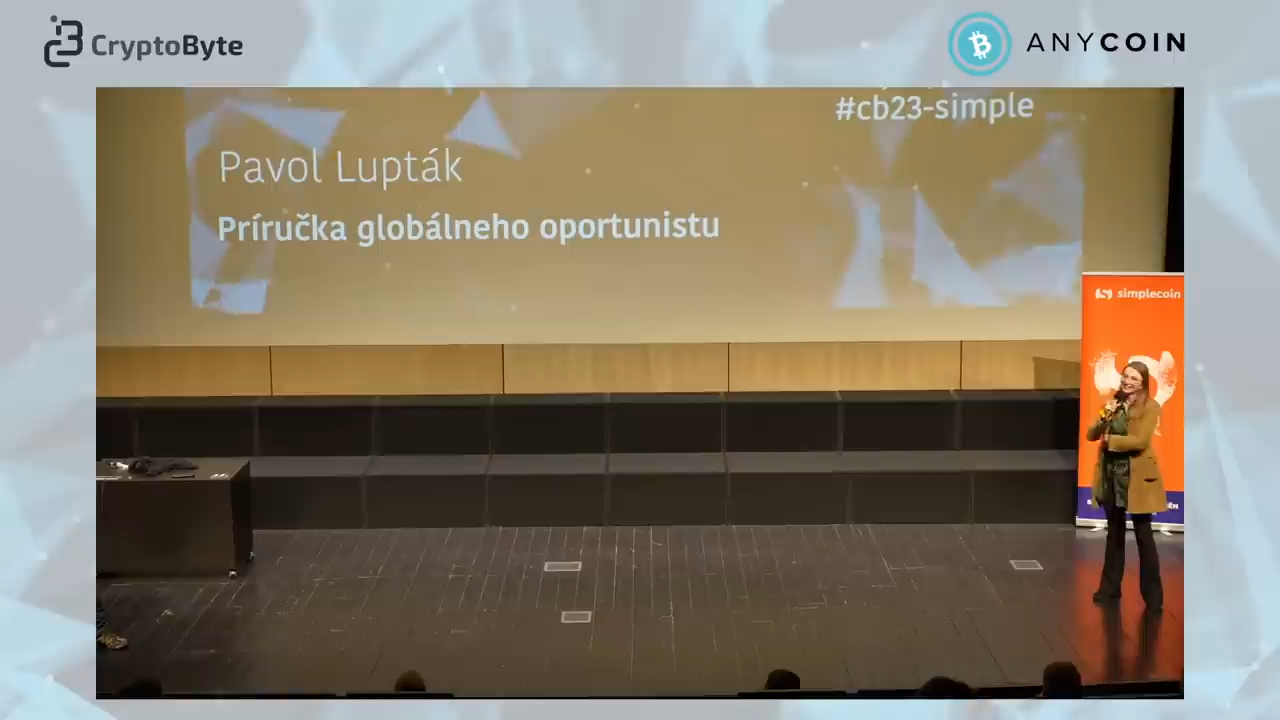 CryptoByte
ANYCOIN
#cb23-simple
Pavol Lupták
Príručka globálneho oportunistu
simplecoin